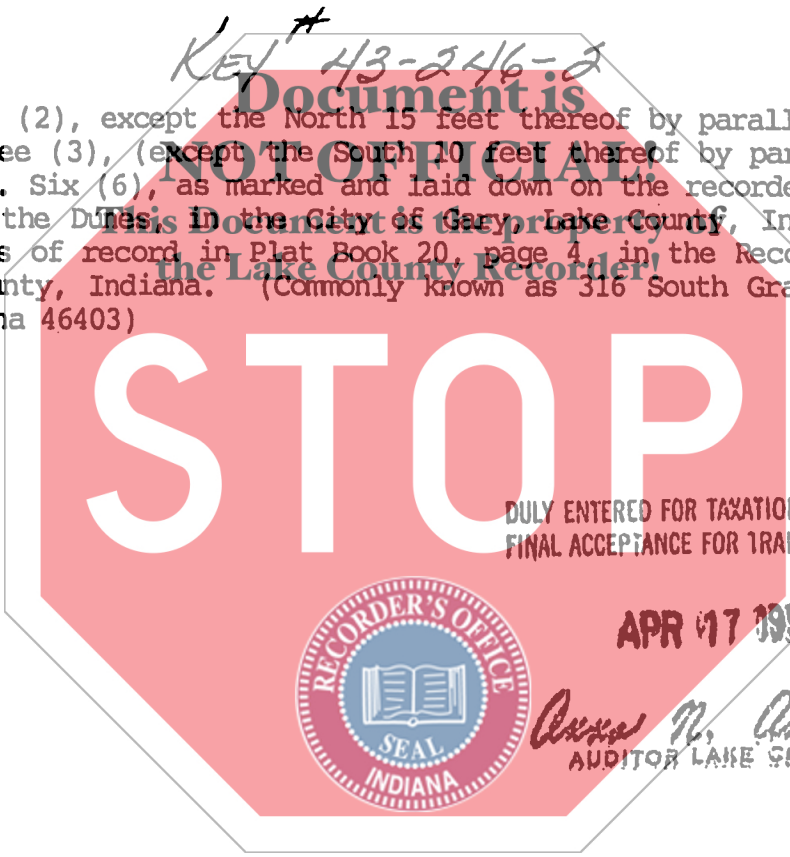 KEY # 43-246-2
Document is
(2), except the North 15 feet thereof by parall
ee (3), (except the South 10 feet thereof by par
NOT OFFICIAL!
. Six (6), as marked and laid down on the recorde
the Dunes, in the City of Gary, Lake County, In
This Document is the property of
s of record in Plat Book 20, page 4, in the Reco
the Lake County Recorder!
nty, Indiana. (Commonly known as 316 South Gra
na 46403)
STOP
DULY ENTERED FOR TAXATION
FINAL ACCEPTANCE FOR TRA
APR 17 199
RECORDER'S OFFICE
SEAL
INDIANA
N.
AUDITOR LAKE